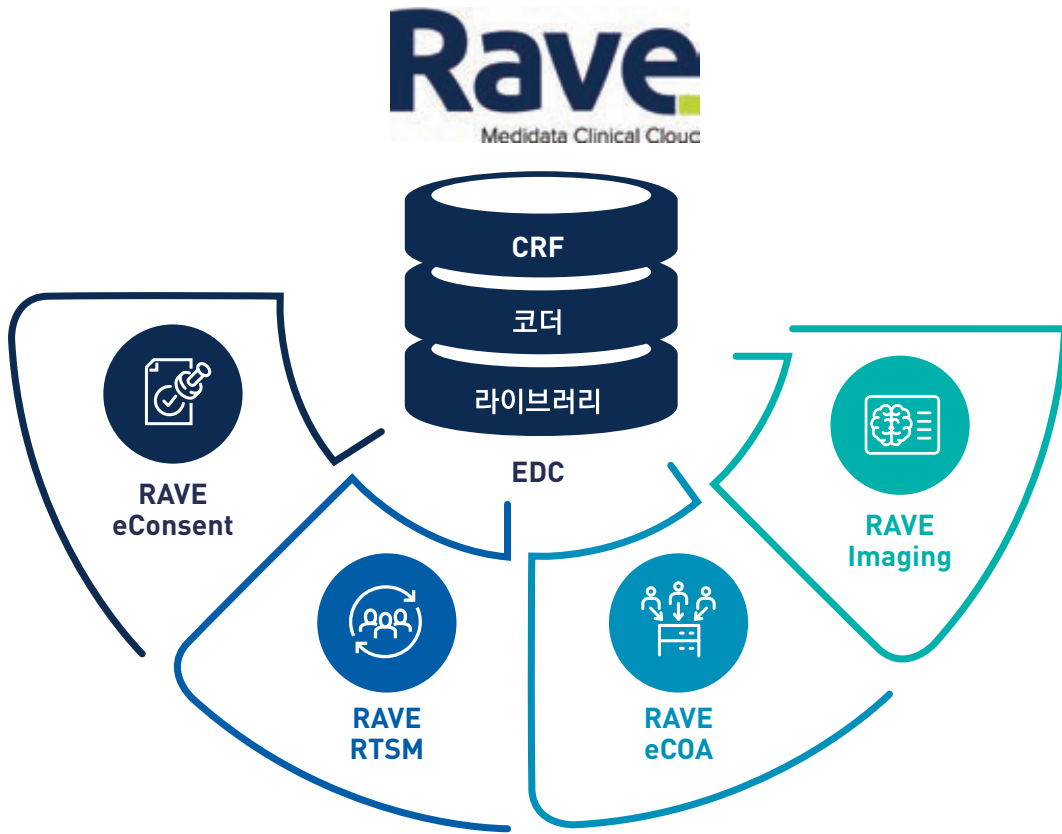 Rave
Medidata Clinical Clouc
CRF
코더
라이브러리
EDC
RAVE
eConsent
RAVE
RTSM
RAVE
eCOA
RAVE
Imaging